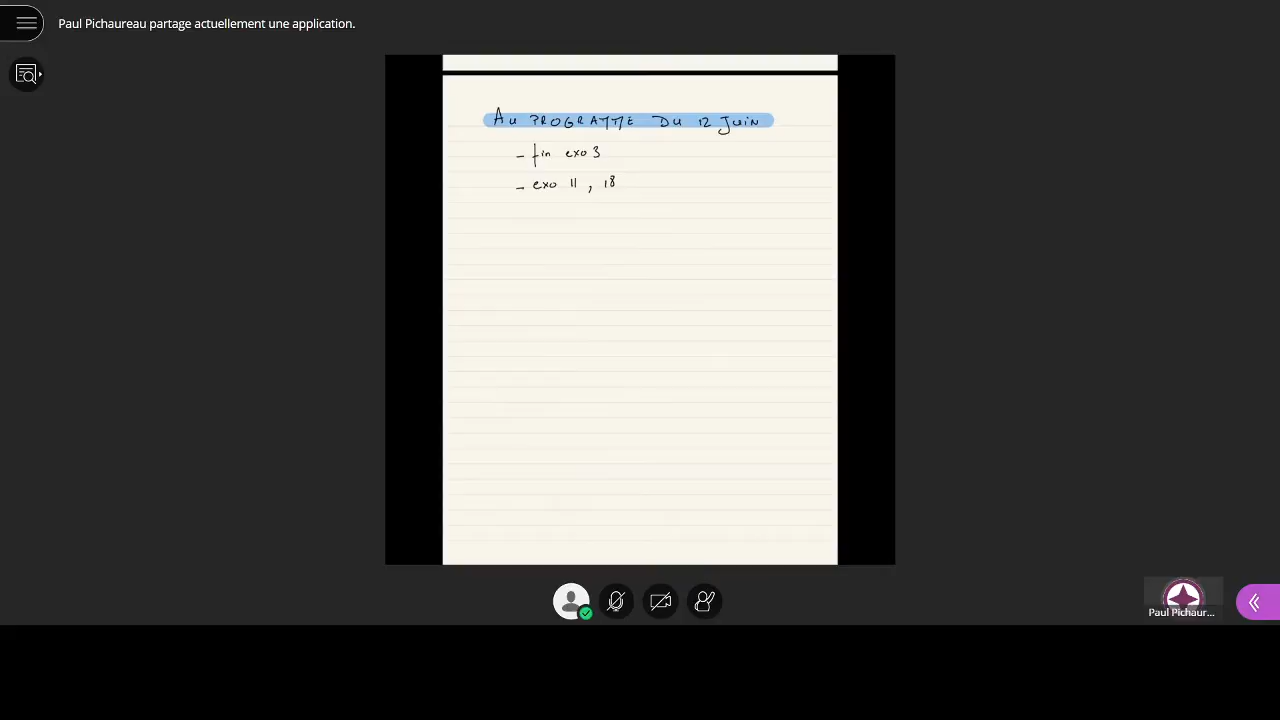 Paul Pichaureau partage actuellement une application.
AU PROGRAMME DU 12 JUIN
- fin exo 3
- exo 11, 18
Paul Pichaur...